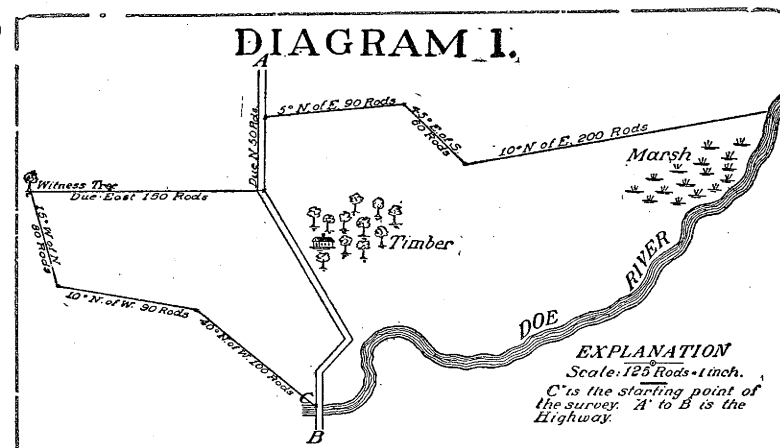 DIAGRAM 1.
A
5° N. of E. 90 Rods
45° E. of S.
60 Rods
10° N of E. 200 Rods
Due N. 50 Rds.
Marsh
Witness Tree
Due East 150 Rods
15° W. of N.
80 Rods
Timber
10° N. of W. 90 Rods
40° N. of W. 100 Rods
DOE RIVER
C
B
EXPLANATION
Scale: 125 Rods = 1 inch.
C is the starting point of
the survey. A to B is the
Highway.